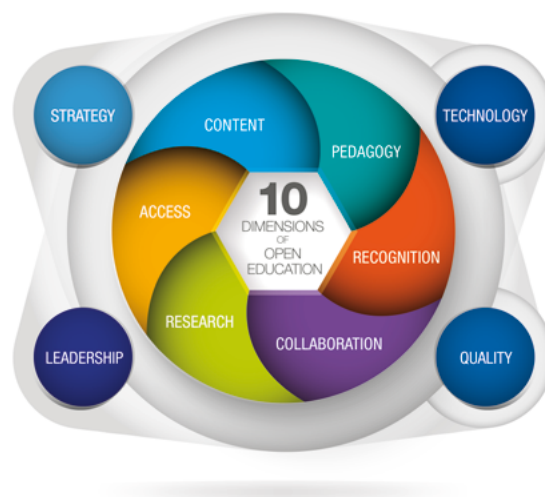 STRATEGY
TECHNOLOGY
CONTENT
PEDAGOGY
ACCESS
10
DIMENSIONS
OF
OPEN
EDUCATION
RECOGNITION
RESEARCH
COLLABORATION
LEADERSHIP
QUALITY